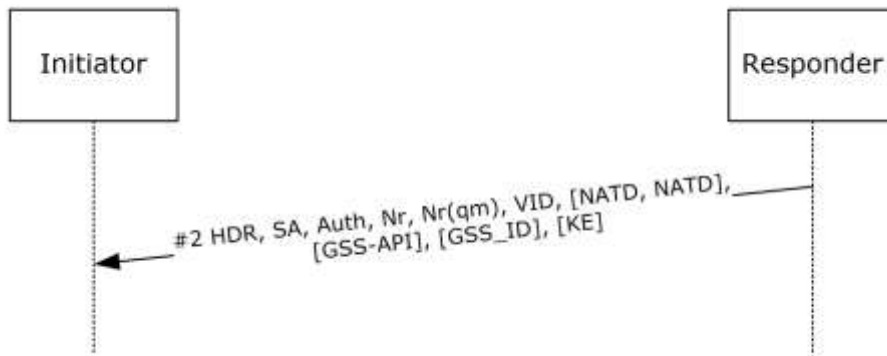 Initiator
Responder
#2 HDR, SA, Auth, Nr, Nr(qm), VID, [NATD, NATD],
[GSS-API], [GSS_ID], [KE]